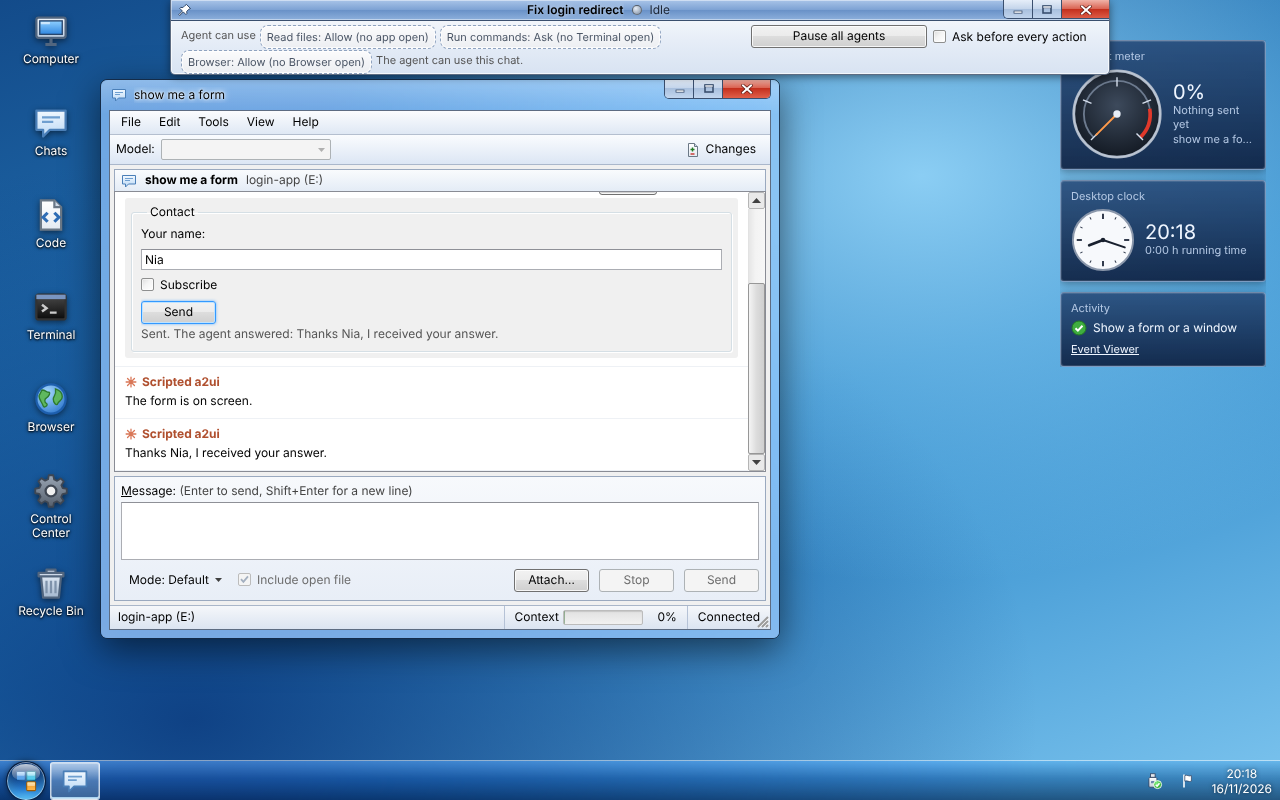 Fix login redirect Idle
Agent can use Read files: Allow (no app open) Run commands: Ask (no Terminal open)
Browser: Allow (no Browser open) The agent can use this chat.
Pause all agents Ask before every action
Computer
Chats
Code
Terminal
Browser
Control
Center
Recycle Bin
show me a form
File Edit Tools View Help
Model: Changes
show me a form login-app (E:)
Contact
Your name:
Nia
Subscribe
Send
Sent. The agent answered: Thanks Nia, I received your answer.
Scripted a2ui
The form is on screen.
Scripted a2ui
Thanks Nia, I received your answer.
Message: (Enter to send, Shift+Enter for a new line)
Mode: Default Include open file Attach... Stop Send
login-app (E:) Context 0% Connected
meter
0%
Nothing sent
yet
show me a fo...
Desktop clock
20:18
0:00 h running time
Activity
Show a form or a window
Event Viewer
20:18
16/11/2026